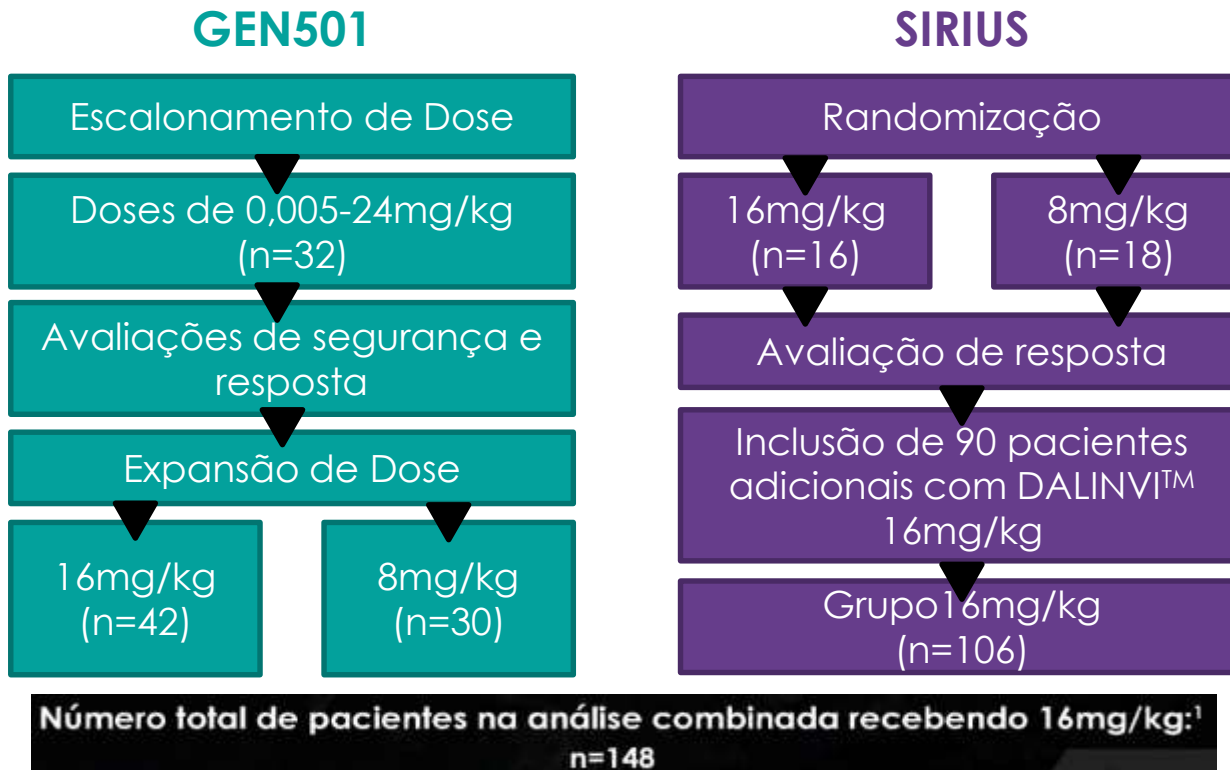 GEN501
Escalonamento de Dose
Doses de 0,005-24mg/kg
(n=32)
Avaliações de segurança e
resposta
Expansão de Dose
16mg/kg
(n=42)
8mg/kg
(n=30)
SIRIUS
Randomização
16mg/kg
(n=16)
8mg/kg
(n=18)
Avaliação de resposta
Inclusão de 90 pacientes
adicionais com DALINVI™
16mg/kg
Grupo16mg/kg
(n=106)
Número total de pacientes na análise combinada recebendo 16mg/kg:¹
n=148